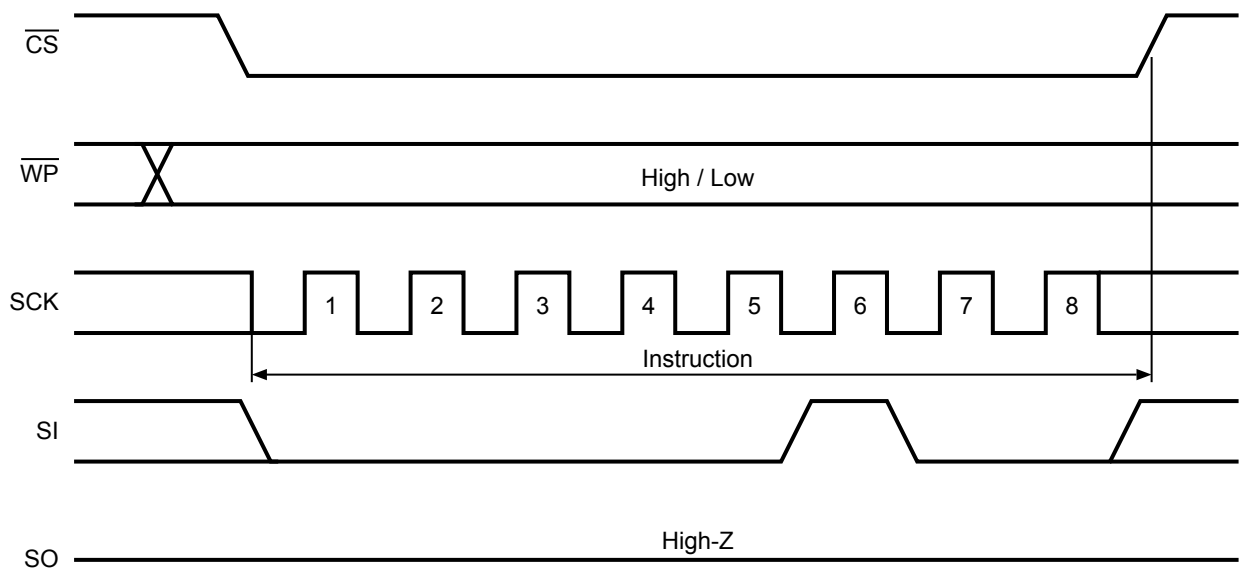 CS
WP
High / Low
SCK
1 2 3 4 5 6 7 8
Instruction
SI
High-Z
SO